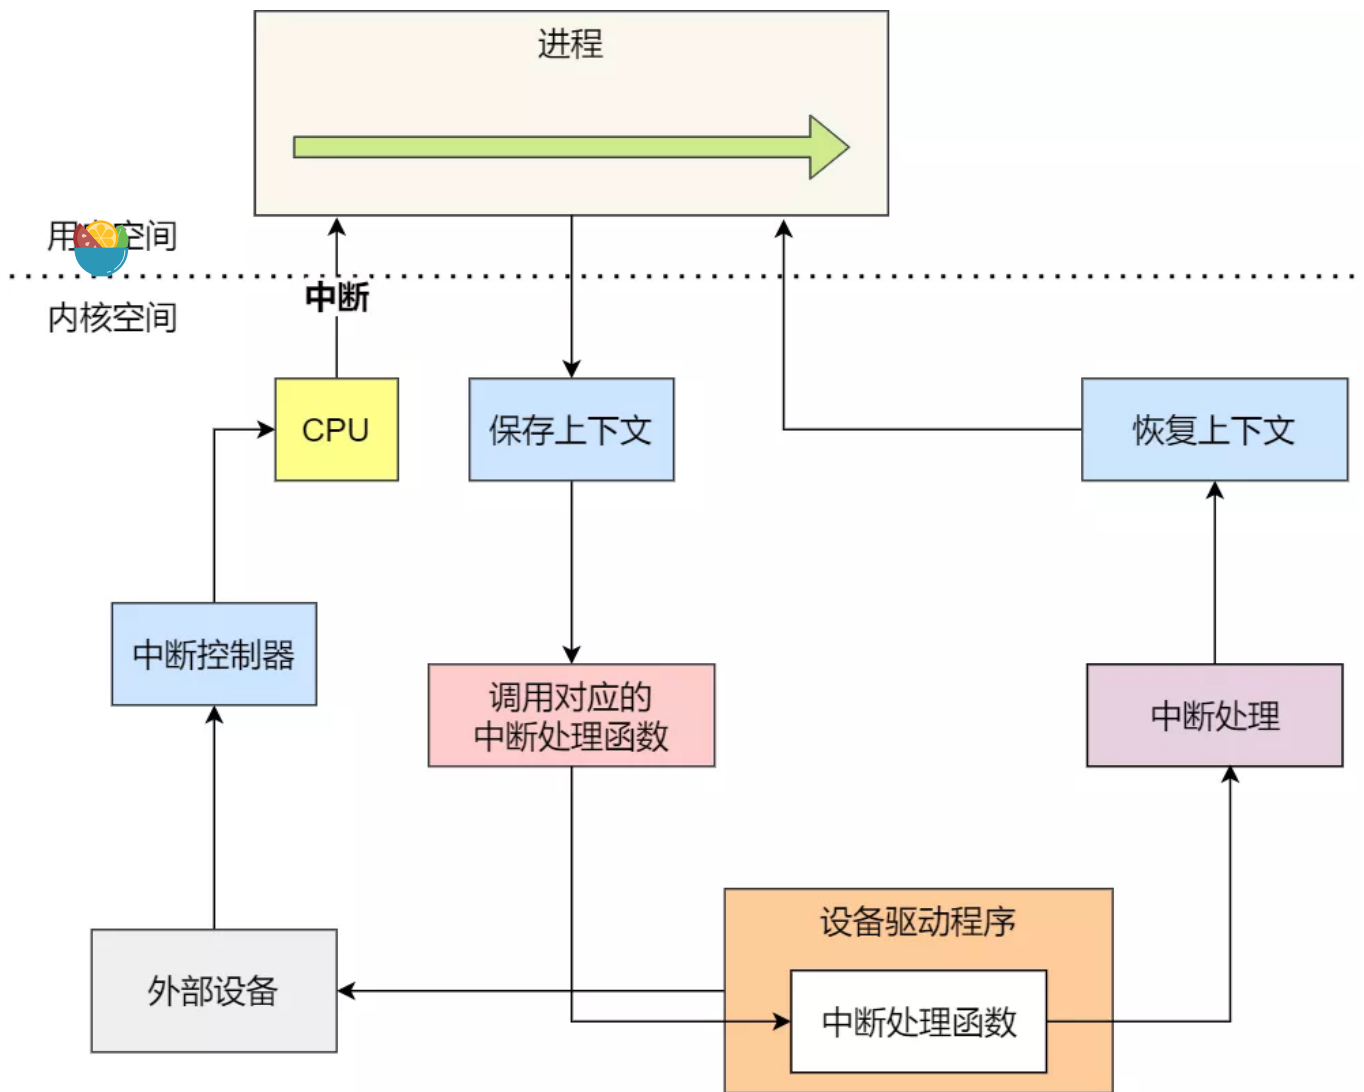 进程
用户空间
中断
内核空间
CPU
保存上下文
恢复上下文
中断控制器
调用对应的
中断处理函数
中断处理
设备驱动程序
外部设备
中断处理函数